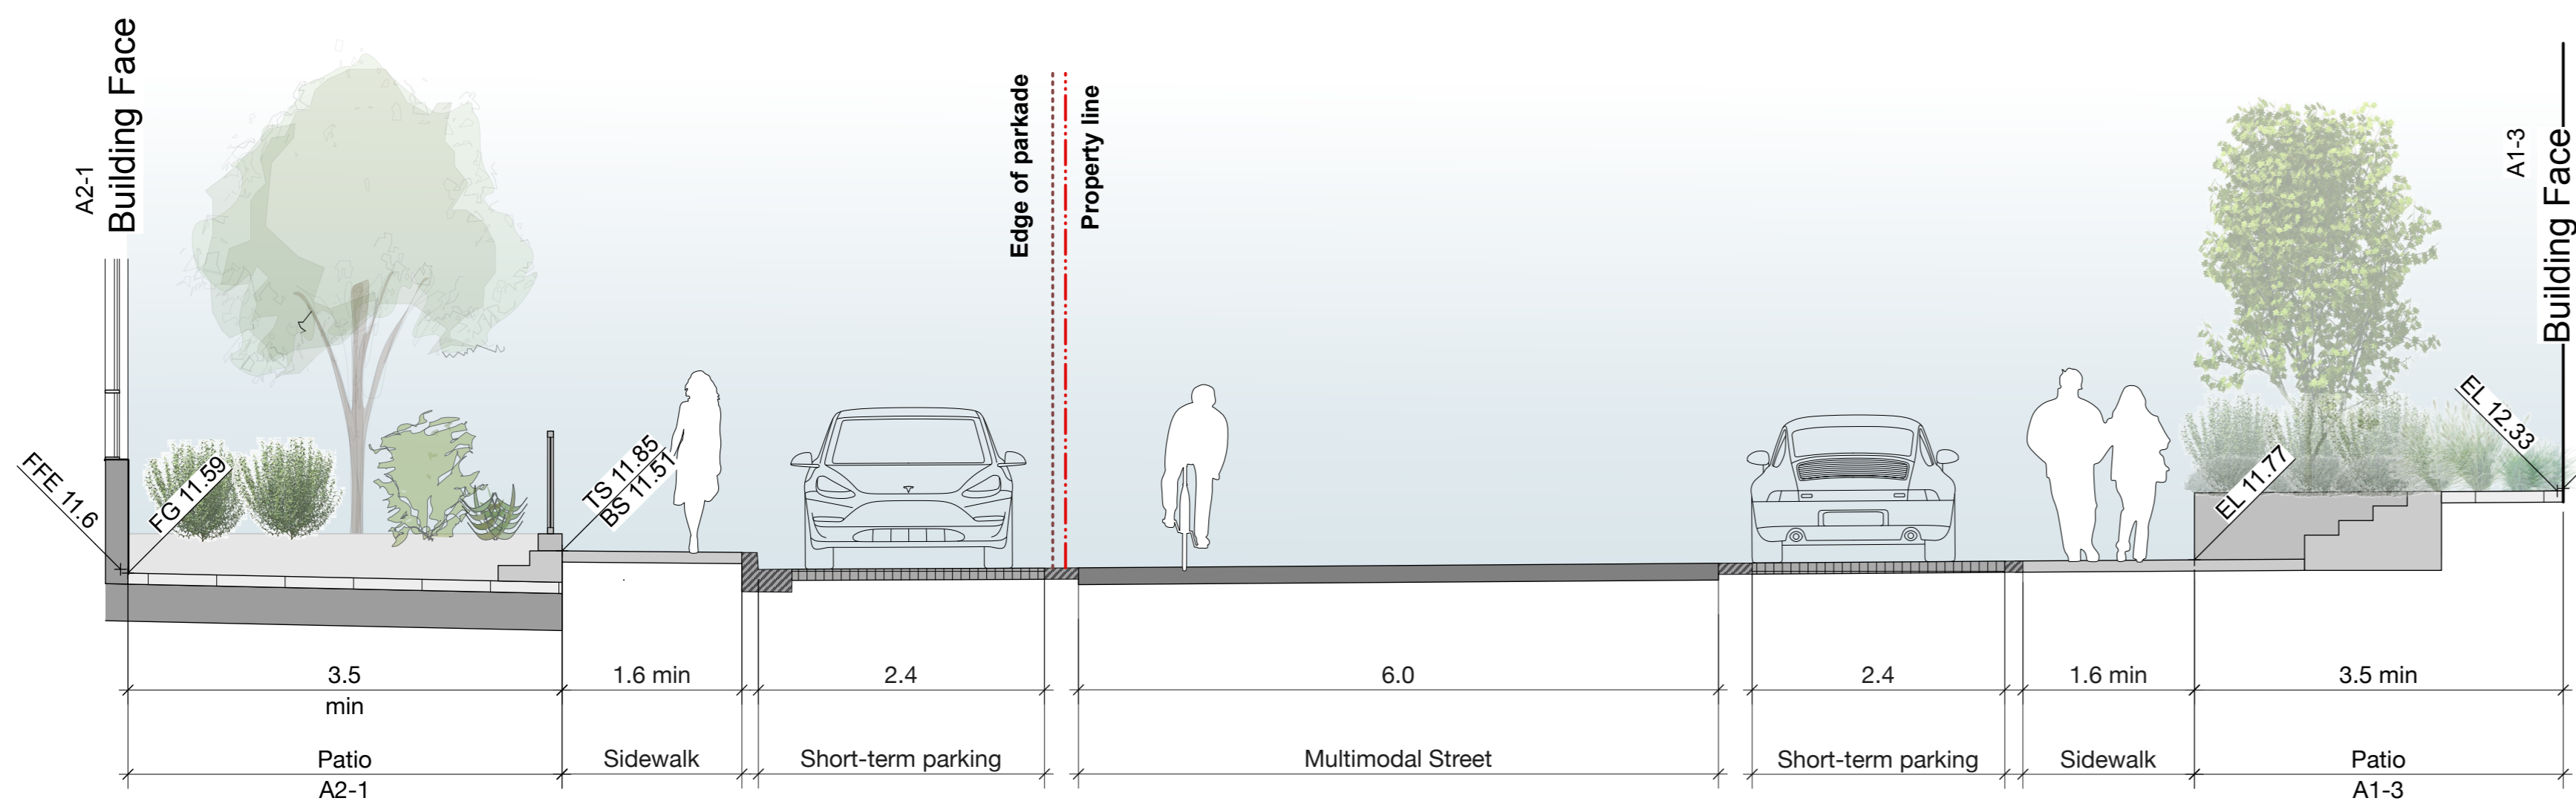 A2-1
Building Face
Edge of parkade
Property line
A1-3
Building Face
FFE 11.6
FG 11.59
TS 11.85
BS 11.51
EL 11.77
EL 12.33
3.5
min
1.6 min
2.4
6.0
2.4
1.6 min
3.5 min
Patio
A2-1
Sidewalk
Short-term parking
Multimodal Street
Short-term parking
Sidewalk
Patio
A1-3